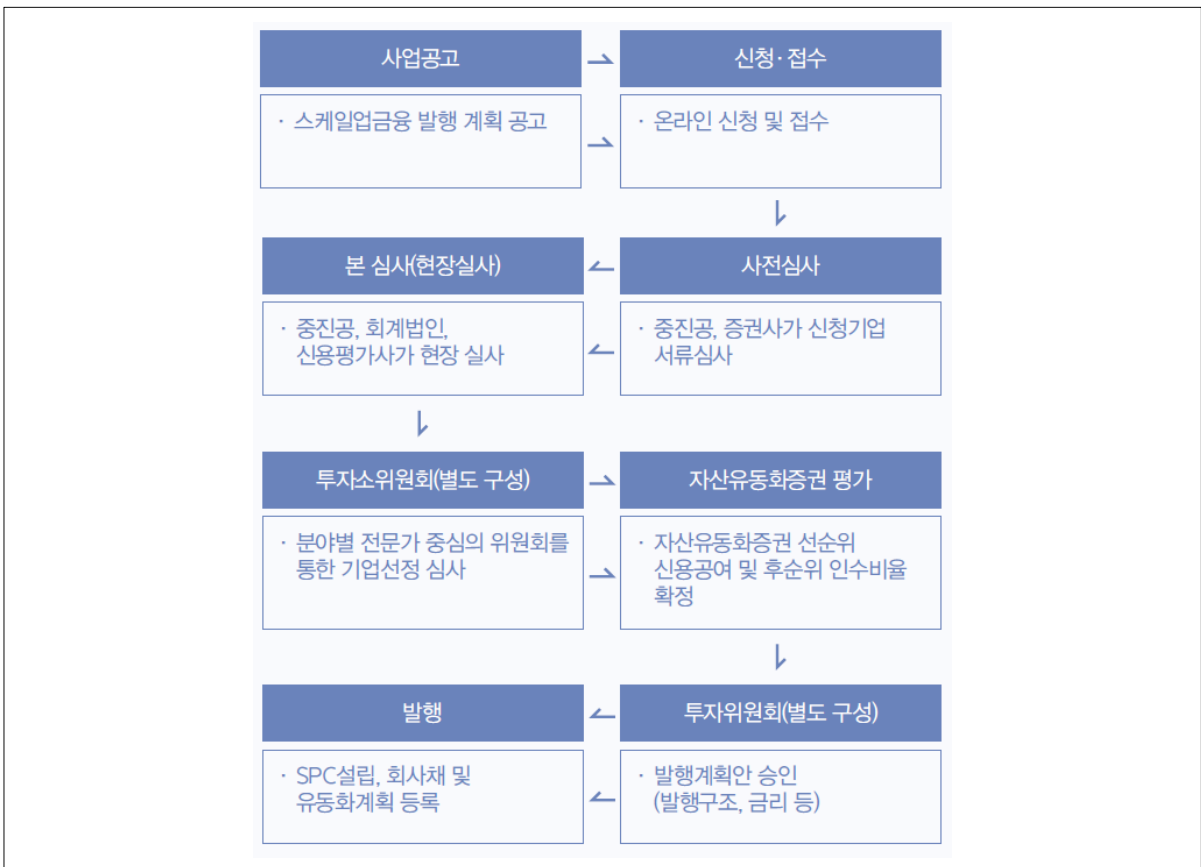 사업공고
· 스케일업금융 발행 계획 공고
신청·접수
· 온라인 신청 및 접수
사전심사
· 중진공, 증권사가 신청기업
서류심사
본 심사(현장실사)
· 중진공, 회계법인,
신용평가사가 현장 실사
투자소위원회(별도 구성)
· 분야별 전문가 중심의 위원회를
통한 기업선정 심사
자산유동화증권 평가
· 자산유동화증권 선순위
신용공여 및 후순위 인수비율
확정
투자위원회(별도 구성)
· 발행계획안 승인
(발행구조, 금리 등)
발행
· SPC설립, 회사채 및
유동화계획 등록